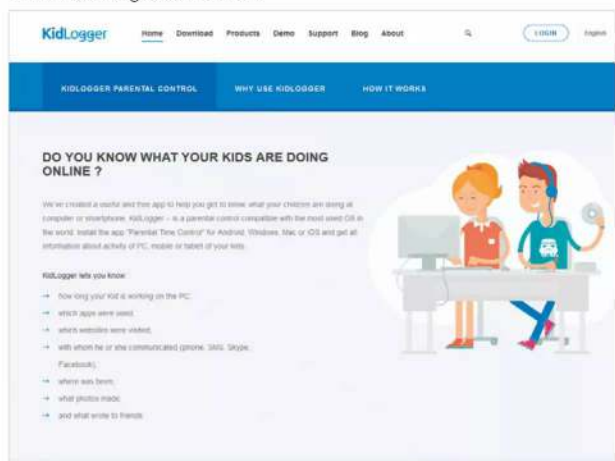 KidLogger Home Download Products Demo Support Blog About LOGIN English
KIDLOGGER PARENTAL CONTROL WHY USE KIDLOGGER HOW IT WORKS
DO YOU KNOW WHAT YOUR KIDS ARE DOING
ONLINE ?
We've created a useful and free app to help you get to know, what your children are doing at
computer or smartphone. KidLogger – is a parental control compatible with the most used OS in
the world. Install the app "Parental Time Control" for Android, Windows, Mac or iOS and get all
information about activity of PC, mobile or tablet of your kids.
KidLogger lets you know:
→ how long your kid is working on the PC;
→ which apps were used;
→ which websites were visited;
→ with whom he or she communicated (phone, SMS, Skype,
Facebook);
→ where was been;
→ what photos made;
→ and what wrote to friends.